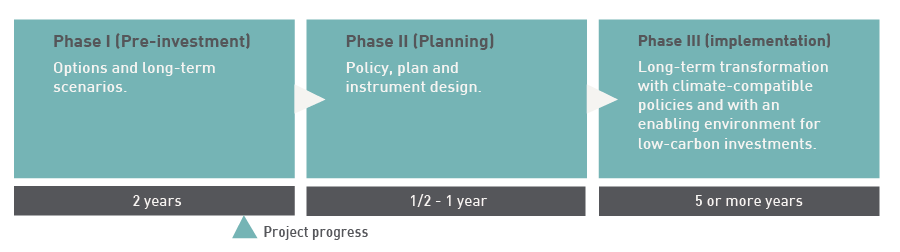 Phase I (Pre-investment)
Options and long-term
scenarios.
Phase II (Planning)
Policy, plan and
instrument design.
Phase III (implementation)
Long-term transformation
with climate-compatible
policies and with an
enabling environment for
low-carbon investments.
2 years
1/2 - 1 year
5 or more years
Project progress